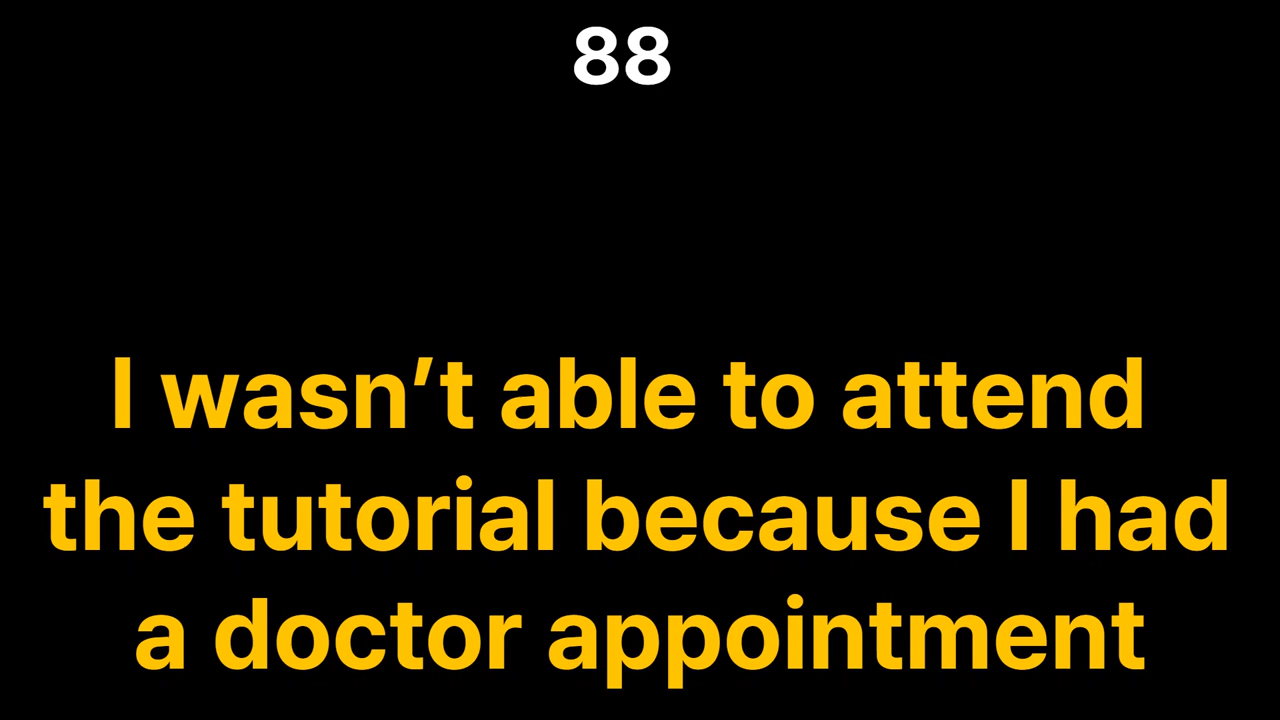 88
I wasn’t able to attend
the tutorial because I had
a doctor appointment